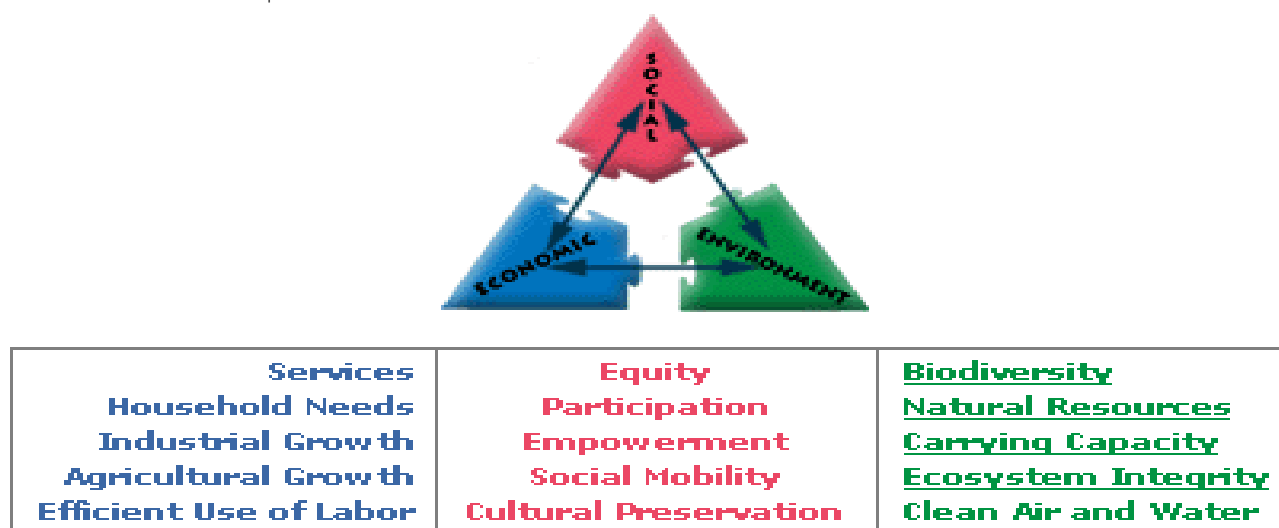 SOCIAL
ECONOMIC
ENVIRONMENT
Services
Household Needs
Industrial Growth
Agricultural Growth
Efficient Use of Labor
Equity
Participation
Empowerment
Social Mobility
Cultural Preservation
Biodiversity
Natural Resources
Carrying Capacity
Ecosystem Integrity
Clean Air and Water